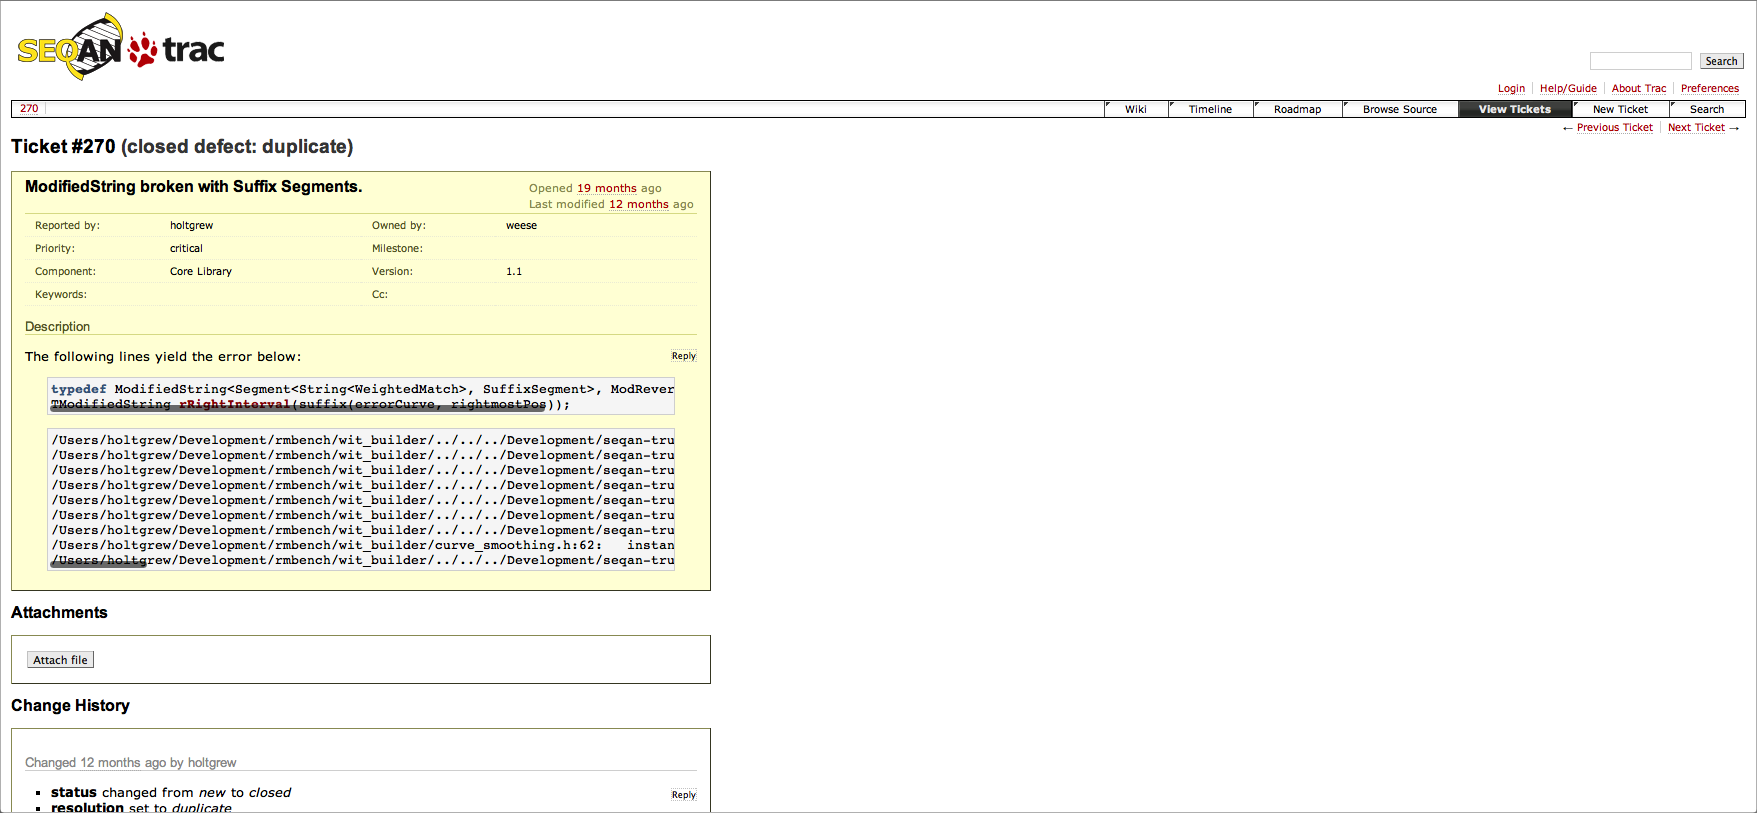 SEQAN trac
Search
Login Help/Guide About Trac Preferences
270 Wiki Timeline Roadmap Browse Source View Tickets New Ticket Search
← Previous Ticket Next Ticket →
Ticket #270 (closed defect: duplicate)
ModifiedString broken with Suffix Segments.
Opened 19 months ago
Last modified 12 months ago
Reported by: holtgrew Owned by: weese
Priority: critical Milestone:
Component: Core Library Version: 1.1
Keywords: Cc:
Description
The following lines yield the error below: Reply
typedef ModifiedString<Segment<String<WeightedMatch>, SuffixSegment>, ModRever
TModifiedString rRightInterval(suffix(errorCurve, rightmostPos));
/Users/holtgrew/Development/rmbench/wit_builder/../../../Development/seqan-tru
/Users/holtgrew/Development/rmbench/wit_builder/../../../Development/seqan-tru
/Users/holtgrew/Development/rmbench/wit_builder/../../../Development/seqan-tru
/Users/holtgrew/Development/rmbench/wit_builder/../../../Development/seqan-tru
/Users/holtgrew/Development/rmbench/wit_builder/../../../Development/seqan-tru
/Users/holtgrew/Development/rmbench/wit_builder/../../../Development/seqan-tru
/Users/holtgrew/Development/rmbench/wit_builder/../../../Development/seqan-tru
/Users/holtgrew/Development/rmbench/wit_builder/curve_smoothing.h:62:   instan
/Users/holtgrew/Development/rmbench/wit_builder/../../../Development/seqan-tru
Attachments
Attach file
Change History
Changed 12 months ago by holtgrew
▪ status changed from new to closed Reply
▪ resolution set to duplicate